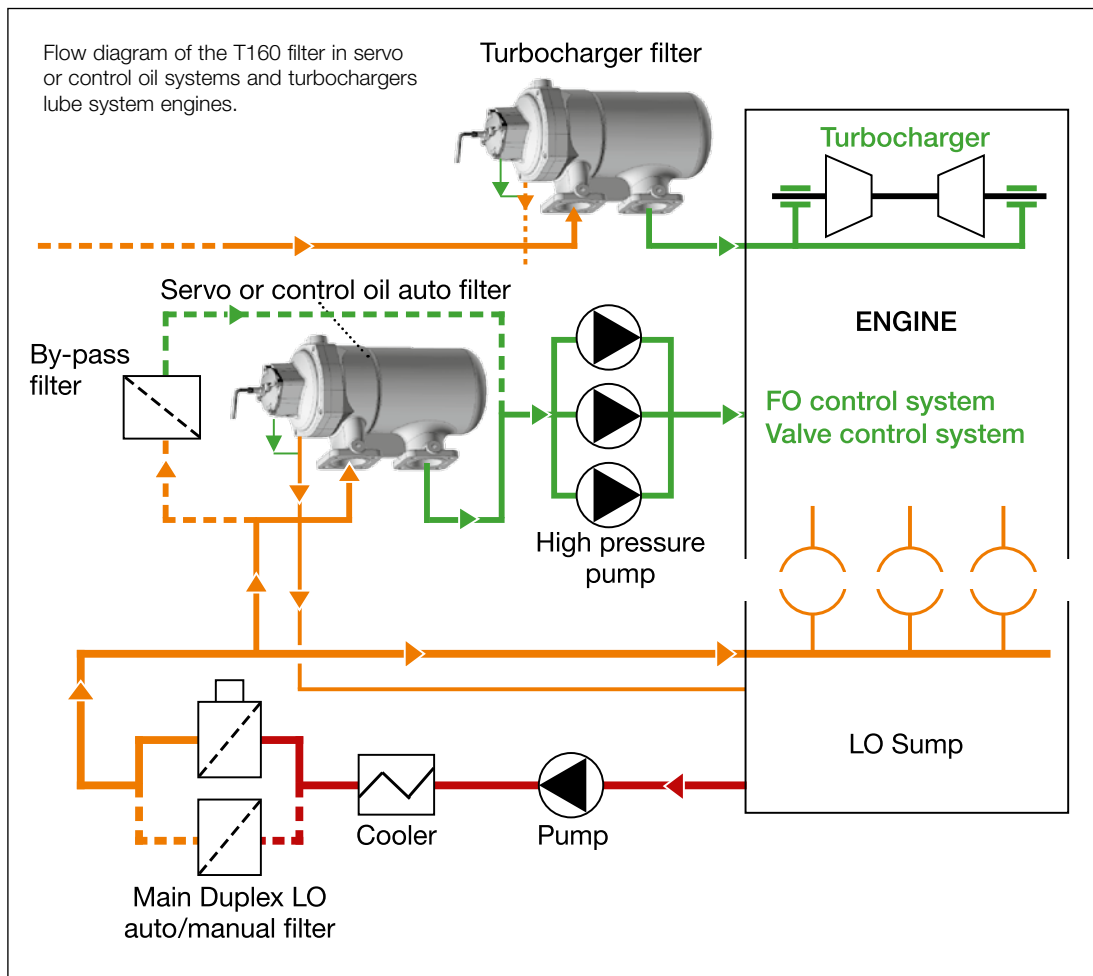 Flow diagram of the T160 filter in servo
or control oil systems and turbochargers
lube system engines.
Turbocharger filter
Turbocharger
Servo or control oil auto filter
By-pass
filter
ENGINE
FO control system
Valve control system
High pressure
pump
LO Sump
Cooler
Pump
Main Duplex LO
auto/manual filter